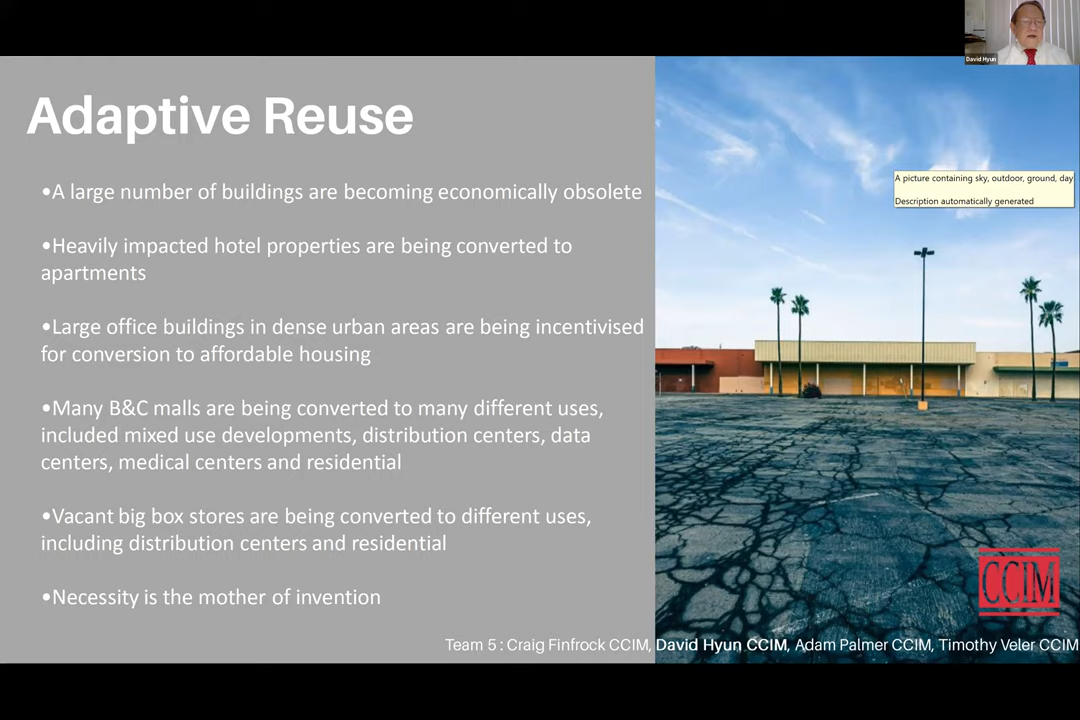 David Hyun
Adaptive Reuse
•A large number of buildings are becoming economically obsolete
•Heavily impacted hotel properties are being converted to
apartments
•Large office buildings in dense urban areas are being incentivised
for conversion to affordable housing
•Many B&C malls are being converted to many different uses,
included mixed use developments, distribution centers, data
centers, medical centers and residential
•Vacant big box stores are being converted to different uses,
including distribution centers and residential
•Necessity is the mother of invention
A picture containing sky, outdoor, ground, day
Description automatically generated
CCIM
Team 5 : Craig Finfrock CCIM, David Hyun CCIM, Adam Palmer CCIM, Timothy Veler CCIM